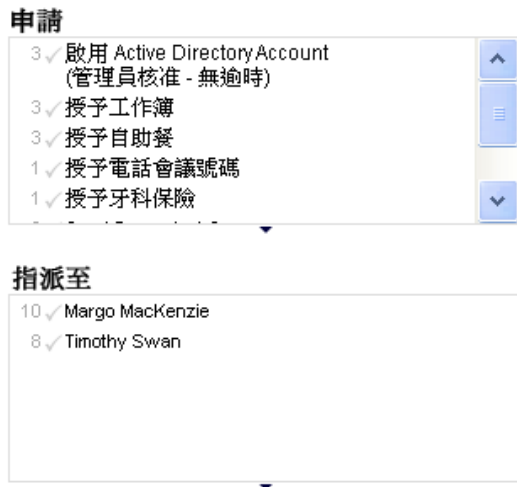 申請
3 啟用 Active Directory Account
(管理員核准 - 無逾時)
3 授予工作簿
3 授予自助餐
1 授予電話會議號碼
1 授予牙科保險
指派至
10 Margo MacKenzie
8 Timothy Swan